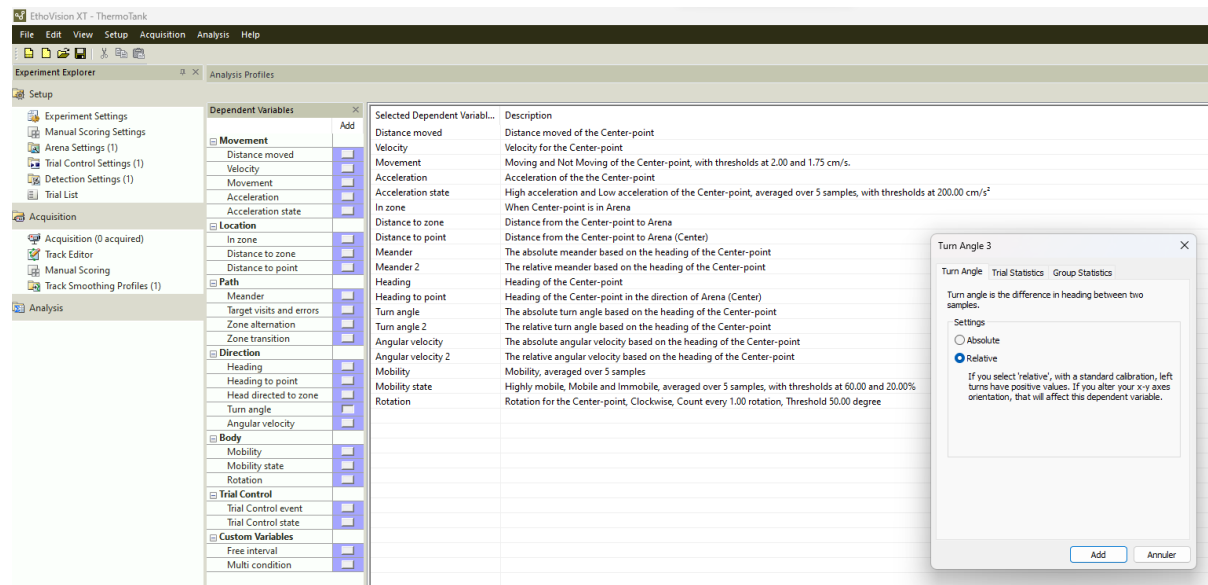 EthoVision XT - ThermoTank
File Edit View Setup Acquisition Analysis Help
Experiment Explorer
Analysis Profiles
Setup
Experiment Settings
Manual Scoring Settings
Arena Settings (1)
Trial Control Settings (1)
Detection Settings (1)
Trial List
Acquisition
Acquisition (0 acquired)
Track Editor
Manual Scoring
Track Smoothing Profiles (1)
Analysis
Dependent Variables
Add
Movement
Distance moved
Velocity
Movement
Acceleration
Acceleration state
Location
In zone
Distance to zone
Distance to point
Path
Meander
Target visits and errors
Zone alternation
Zone transition
Direction
Heading
Heading to point
Head directed to zone
Turn angle
Angular velocity
Body
Mobility
Mobility state
Rotation
Trial Control
Trial Control event
Trial Control state
Custom Variables
Free interval
Multi condition
Selected Dependent Variabl... Description
Distance moved Distance moved of the Center-point
Velocity Velocity for the Center-point
Movement Moving and Not Moving of the Center-point, with thresholds at 2.00 and 1.75 cm/s.
Acceleration Acceleration of the the Center-point
Acceleration state High acceleration and Low acceleration of the Center-point, averaged over 5 samples, with thresholds at 200.00 cm/s²
In zone When Center-point is in Arena
Distance to zone Distance from the Center-point to Arena
Distance to point Distance from the Center-point to Arena (Center)
Meander The absolute meander based on the heading of the Center-point
Meander 2 The relative meander based on the heading of the Center-point
Heading Heading of the Center-point
Heading to point Heading of the Center-point in the direction of Arena (Center)
Turn angle The absolute turn angle based on the heading of the Center-point
Turn angle 2 The relative turn angle based on the heading of the Center-point
Angular velocity The absolute angular velocity based on the heading of the Center-point
Angular velocity 2 The relative angular velocity based on the heading of the Center-point
Mobility Mobility, averaged over 5 samples
Mobility state Highly mobile, Mobile and Immobile, averaged over 5 samples, with thresholds at 60.00 and 20.00%
Rotation Rotation for the Center-point, Clockwise, Count every 1.00 rotation, Threshold 50.00 degree
Turn Angle 3
Turn Angle Trial Statistics Group Statistics
Turn angle is the difference in heading between two
samples.
Settings
Absolute
Relative
If you select 'relative', with a standard calibration, left
turns have positive values. If you alter your x-y axes
orientation, that will affect this dependent variable.
Add Annuler